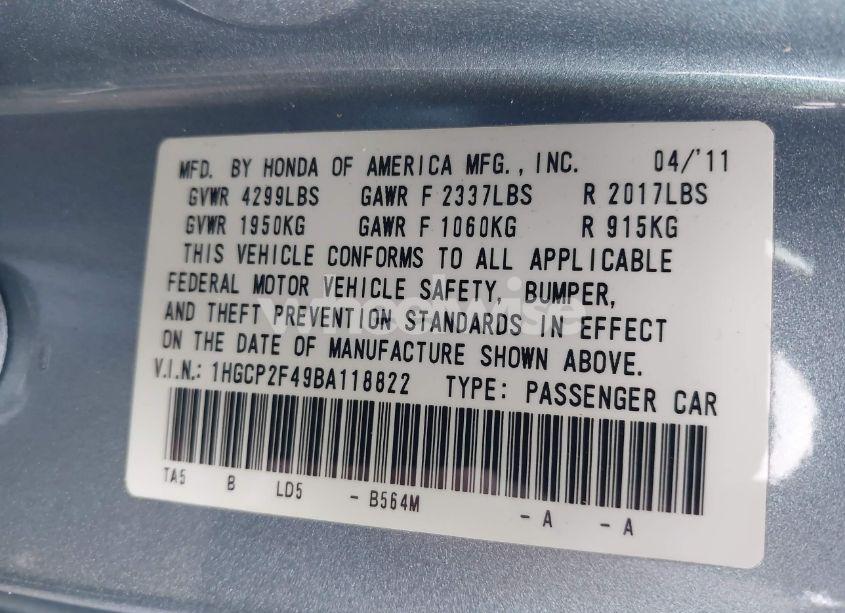 MFD. BY HONDA OF AMERICA MFG., INC. 04/'11
GVWR 4299LBS GAWR F 2337LBS R 2017LBS
GVWR 1950KG GAWR F 1060KG R 915KG
THIS VEHICLE CONFORMS TO ALL APPLICABLE
FEDERAL MOTOR VEHICLE SAFETY, BUMPER,
wheelwise
AND THEFT PREVENTION STANDARDS IN EFFECT
ON THE DATE OF MANUFACTURE SHOWN ABOVE.
V.I.N.: 1HGCP2F49BA118822 TYPE: PASSENGER CAR
TA5 B LD5 - B564M - A - A